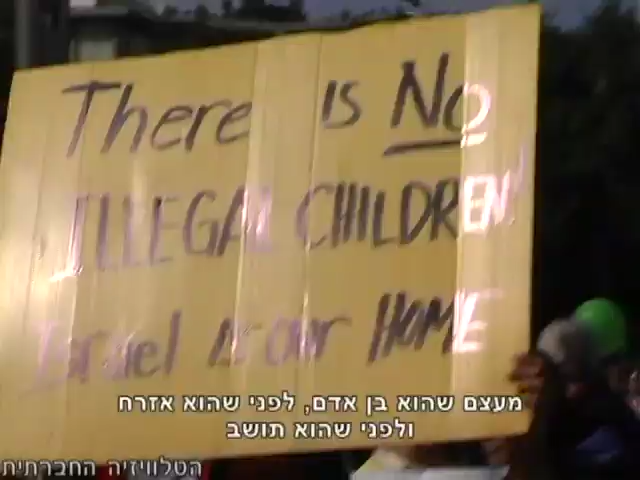 There is No
ILLEGAL CHILDREN
Israel is our HOME
מעצם שהוא בן אדם, לפני שהוא אזרח
ולפני שהוא תושב
הטלוויזיה החברתית